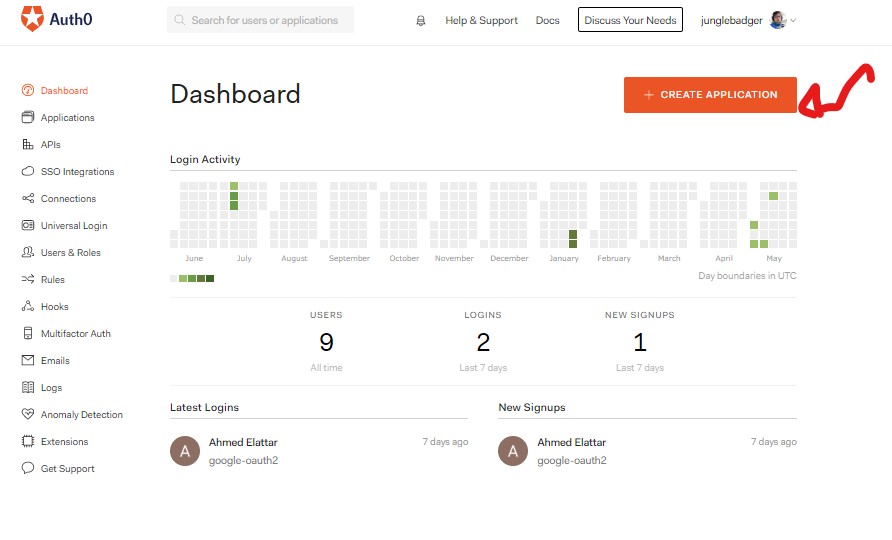 Auth0
Search for users or applications
Help & Support
Docs
Discuss Your Needs
junglebadger
Dashboard
Applications
APIs
SSO Integrations
Connections
Universal Login
Users & Roles
Rules
Hooks
Multifactor Auth
Emails
Logs
Anomaly Detection
Extensions
Get Support
Dashboard
+ CREATE APPLICATION
Login Activity
June July August September October November December January February March April May
Day boundaries in UTC
USERS
9
All time
LOGINS
2
Last 7 days
NEW SIGNUPS
1
Last 7 days
Latest Logins
A
Ahmed Elattar
7 days ago
google-oauth2
New Signups
A
Ahmed Elattar
7 days ago
google-oauth2